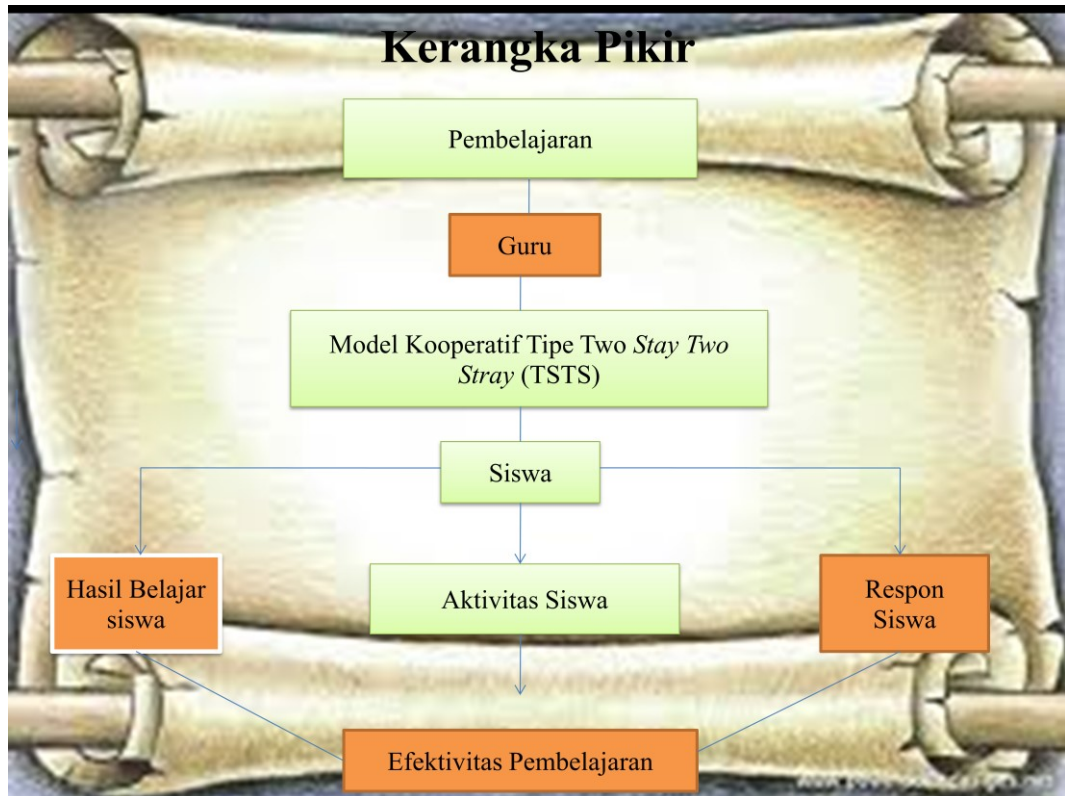 Kerangka Pikir
Pembelajaran
Guru
Model Kooperatif Tipe Two Stay Two
Stray (TSTS)
Siswa
Hasil Belajar
siswa
Aktivitas Siswa
Respon
Siswa
Efektivitas Pembelajaran